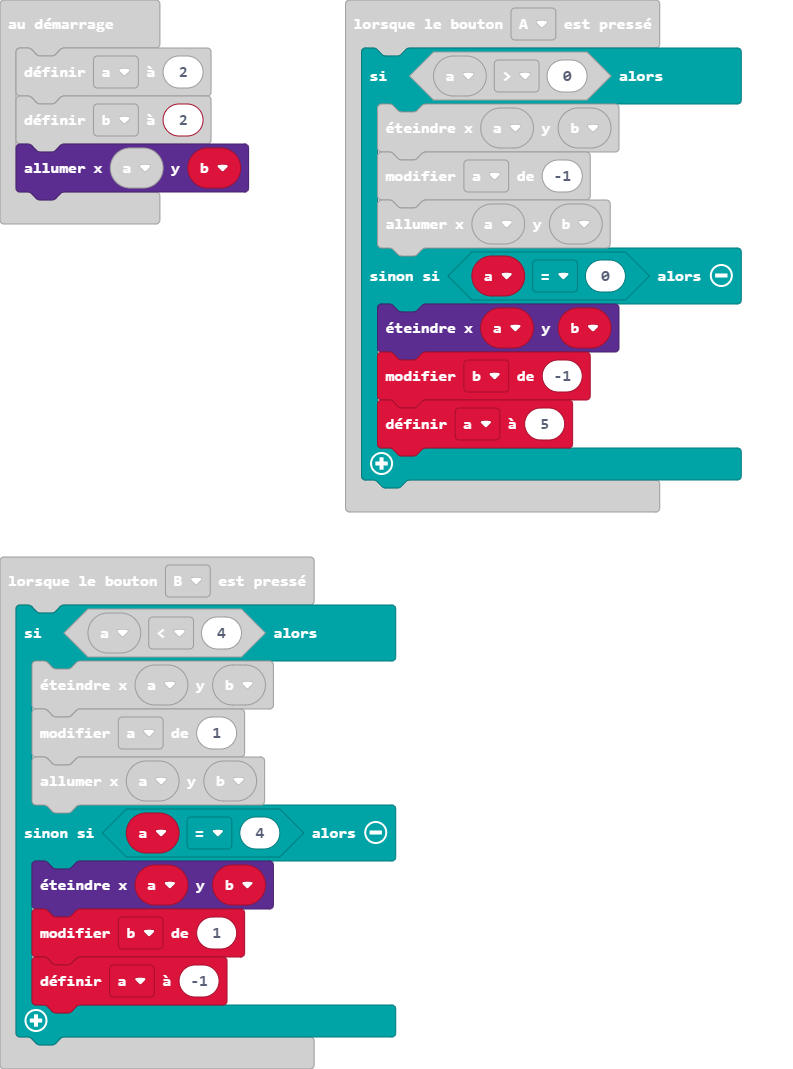 au démarrage
définir a à 2
définir b à 2
allumer x a y b
lorsque le bouton A est pressé
si a > 0 alors
éteindre x a y b
modifier a de -1
allumer x a y b
sinon si a = 0 alors
éteindre x a y b
modifier b de -1
définir a à 5
lorsque le bouton B est pressé
si a < 4 alors
éteindre x a y b
modifier a de 1
allumer x a y b
sinon si a = 4 alors
éteindre x a y b
modifier b de 1
définir a à -1